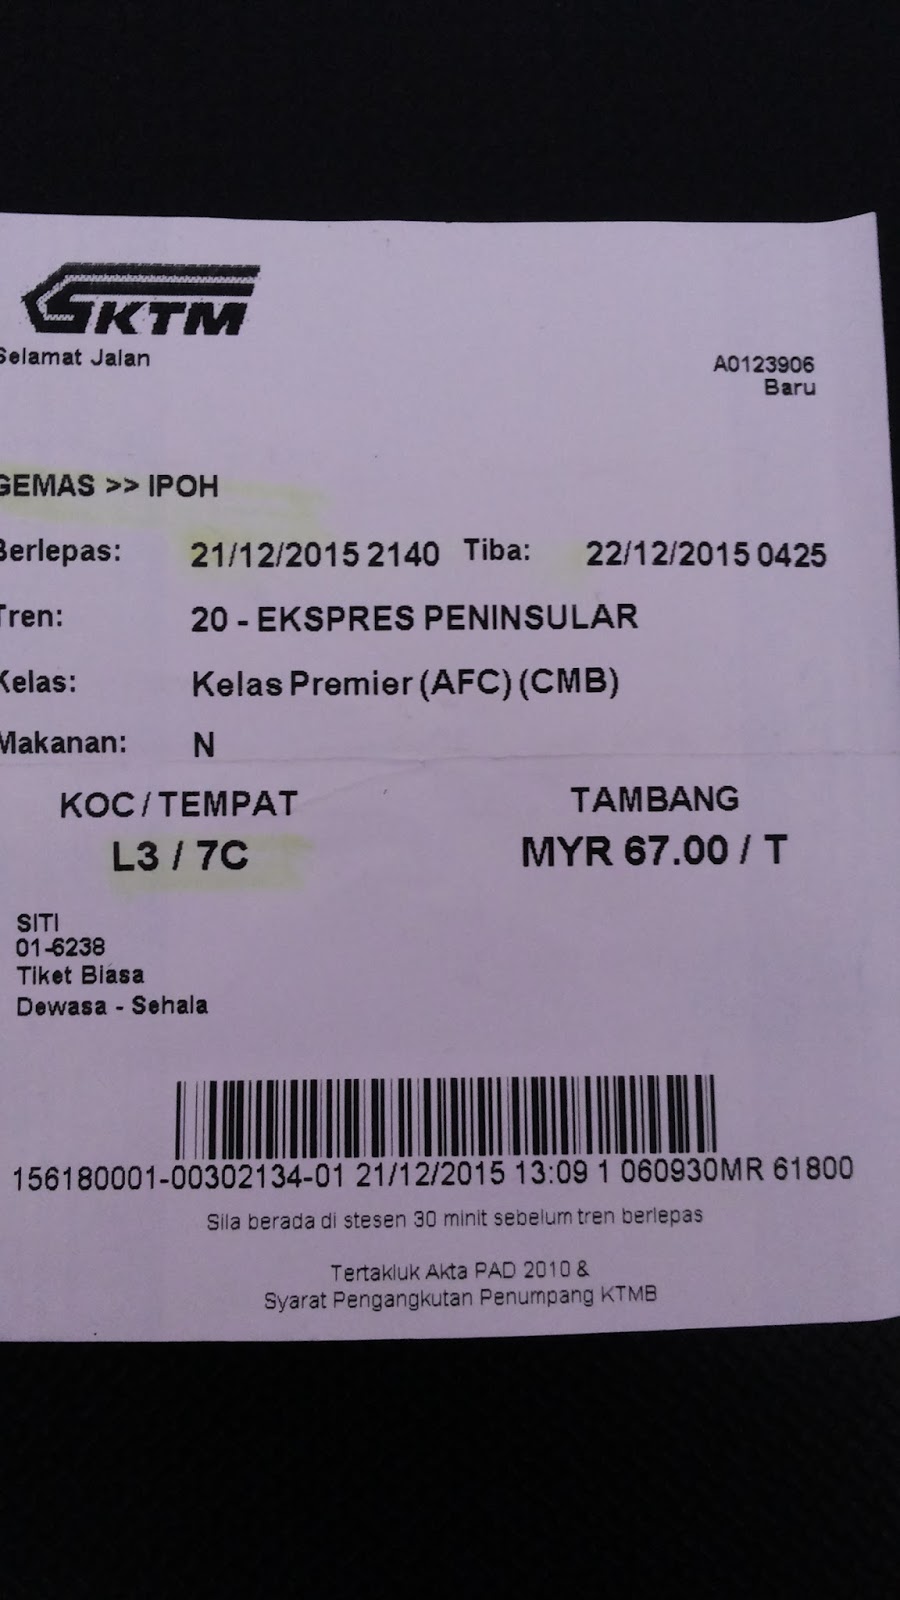 KTM
Selamat Jalan
A0123906
Baru
GEMAS >> IPOH
Berlepas: 21/12/2015 2140 Tiba: 22/12/2015 0425
Tren: 20 - EKSPRES PENINSULAR
Kelas: Kelas Premier (AFC) (CMB)
Makanan: N
KOC / TEMPAT TAMBANG
L3 / 7C MYR 67.00 / T
SITI
01-6238
Tiket Biasa
Dewasa - Sehala
156180001-00302134-01 21/12/2015 13:09 1 060930MR 61800
Sila berada di stesen 30 minit sebelum tren berlepas
Tertakluk Akta PAD 2010 &
Syarat Pengangkutan Penumpang KTMB